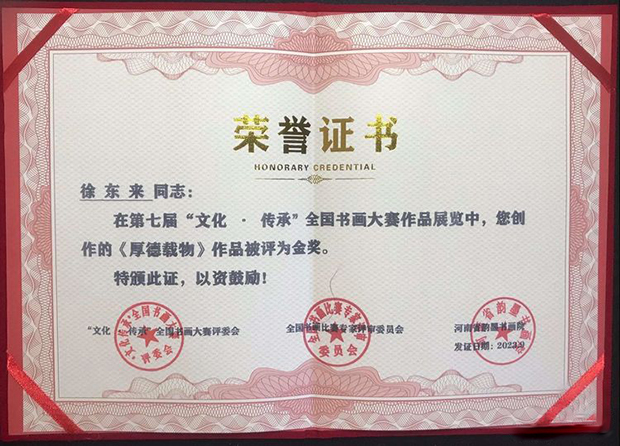 荣誉证书
HONORARY CREDENTIAL
徐 东 来 同志：
在第七届“文化 · 传承”全国书画大赛作品展览中，您创
作的《厚德载物》作品被评为金奖。
特颁此证，以资鼓励！
“文化 传承”全国书画大赛评委会
全国书画比赛专家评审委员会
河南省韵墨书画院
发证日期：2023.9